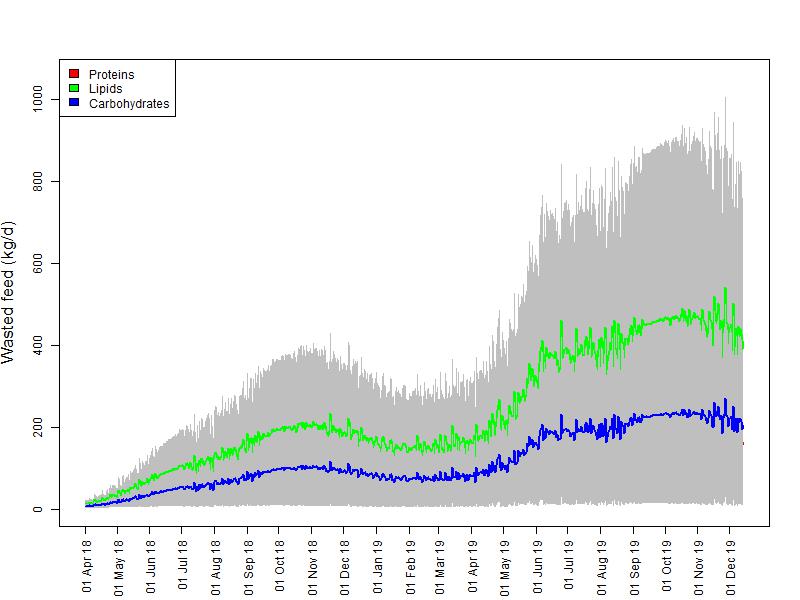 Proteins
Lipids
Carbohydrates
Wasted feed (kg/d)
1000
800
600
400
200
0
01 Apr 18
01 May 18
01 Jun 18
01 Jul 18
01 Aug 18
01 Sep 18
01 Oct 18
01 Nov 18
01 Dec 18
01 Jan 19
01 Feb 19
01 Mar 19
01 Apr 19
01 May 19
01 Jun 19
01 Jul 19
01 Aug 19
01 Sep 19
01 Oct 19
01 Nov 19
01 Dec 19